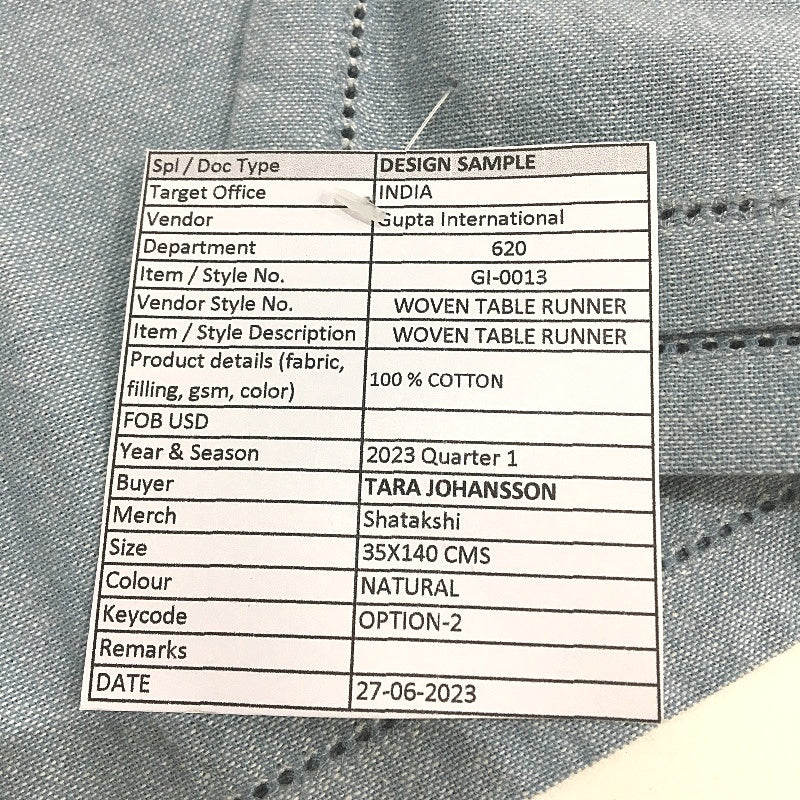 Spl / Doc Type DESIGN SAMPLE
Target Office INDIA
Vendor Gupta International
Department 620
Item / Style No. GI-0013
Vendor Style No. WOVEN TABLE RUNNER
Item / Style Description WOVEN TABLE RUNNER
Product details (fabric,
filling, gsm, color) 100 % COTTON
FOB USD
Year & Season 2023 Quarter 1
Buyer TARA JOHANSSON
Merch Shatakshi
Size 35X140 CMS
Colour NATURAL
Keycode OPTION-2
Remarks
DATE 27-06-2023